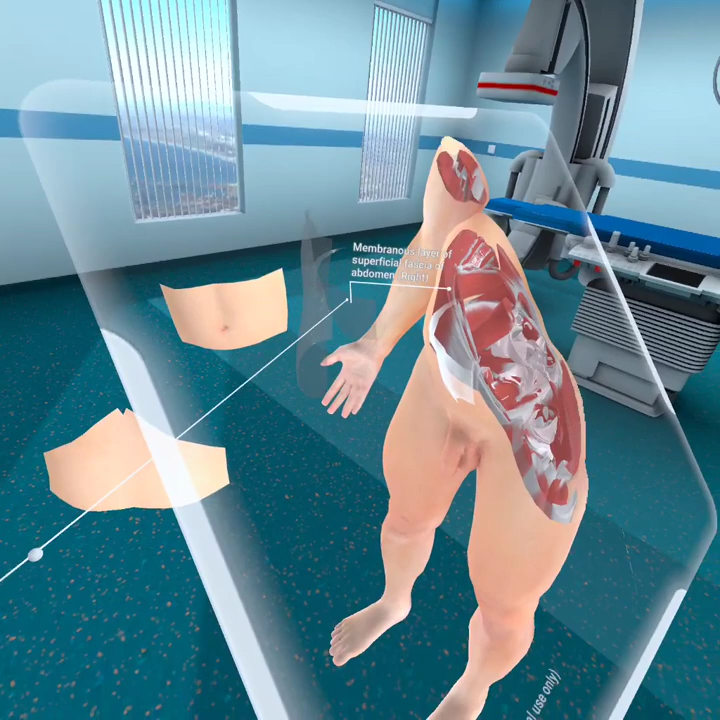 Membranous layer of
superficial fascia of
abdomen (Right)
l use only)